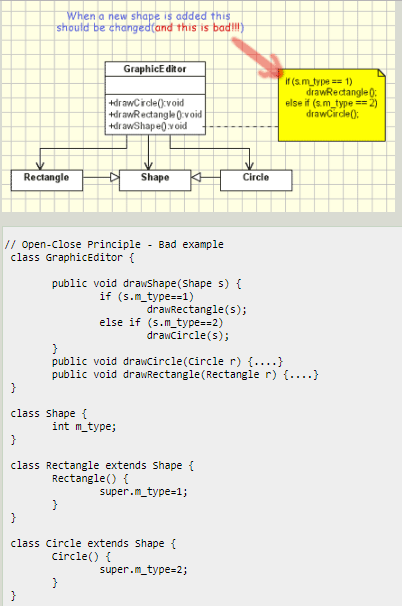 When a new shape is added this
should be changed(and this is bad!!!)
GraphicEditor
+drawCircle():void
+drawRectangle():void
+drawShape():void
if(s.m_type == 1)
drawRectangle();
else if (s.m_type == 2)
drawCircle();
Rectangle
Shape
Circle
// Open-Close Principle - Bad example
class GraphicEditor {
public void drawShape(Shape s) {
if (s.m_type==1)
drawRectangle(s);
else if (s.m_type==2)
drawCircle(s);
}
public void drawCircle(Circle r) {....}
public void drawRectangle(Rectangle r) {....}
}
class Shape {
int m_type;
}
class Rectangle extends Shape {
Rectangle() {
super.m_type=1;
}
}
class Circle extends Shape {
Circle() {
super.m_type=2;
}
}